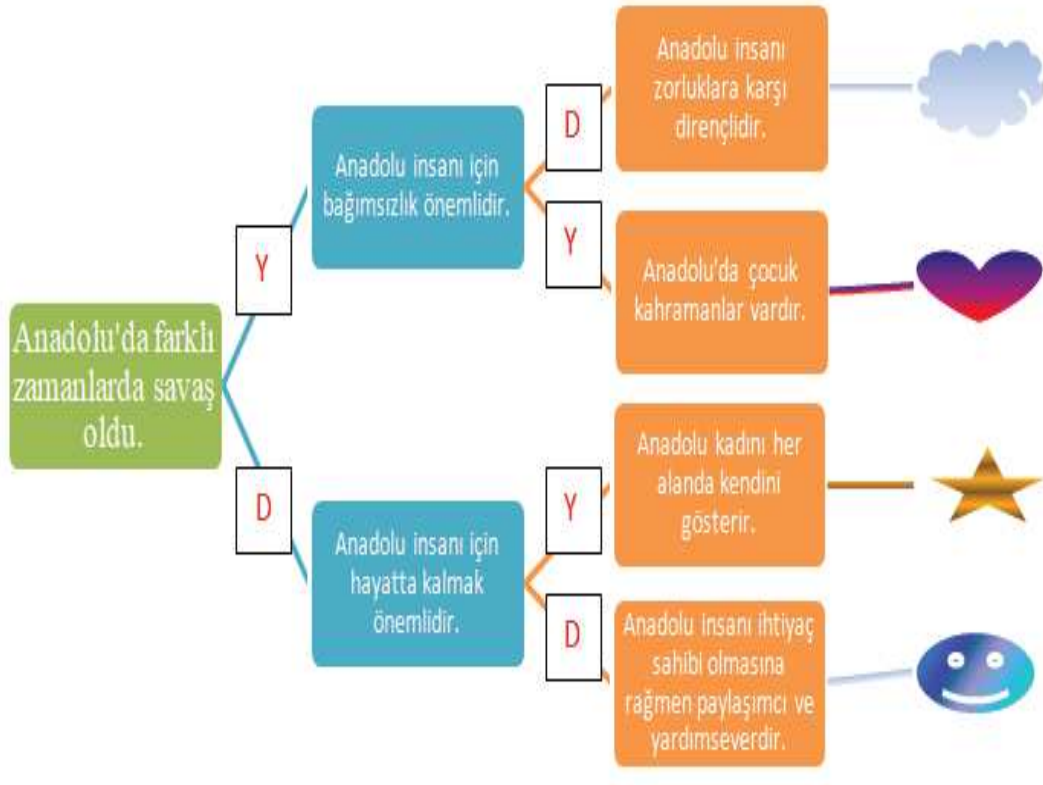 Anadolu'da farklı
zamanlarda savaş
oldu.
Y
Anadolu insanı için
bağımsızlık önemlidir.
D
Anadolu insanı
zorluklara karşı
dirençlidir.
Y
Anadolu'da çocuk
kahramanlar vardır.
D
Anadolu insanı için
hayatta kalmak
önemlidir.
Y
Anadolu kadını her
alanda kendini
gösterir.
D
Anadolu insanı ihtiyaç
sahibi olmasına
rağmen paylaşımcı ve
yardımseverdir.